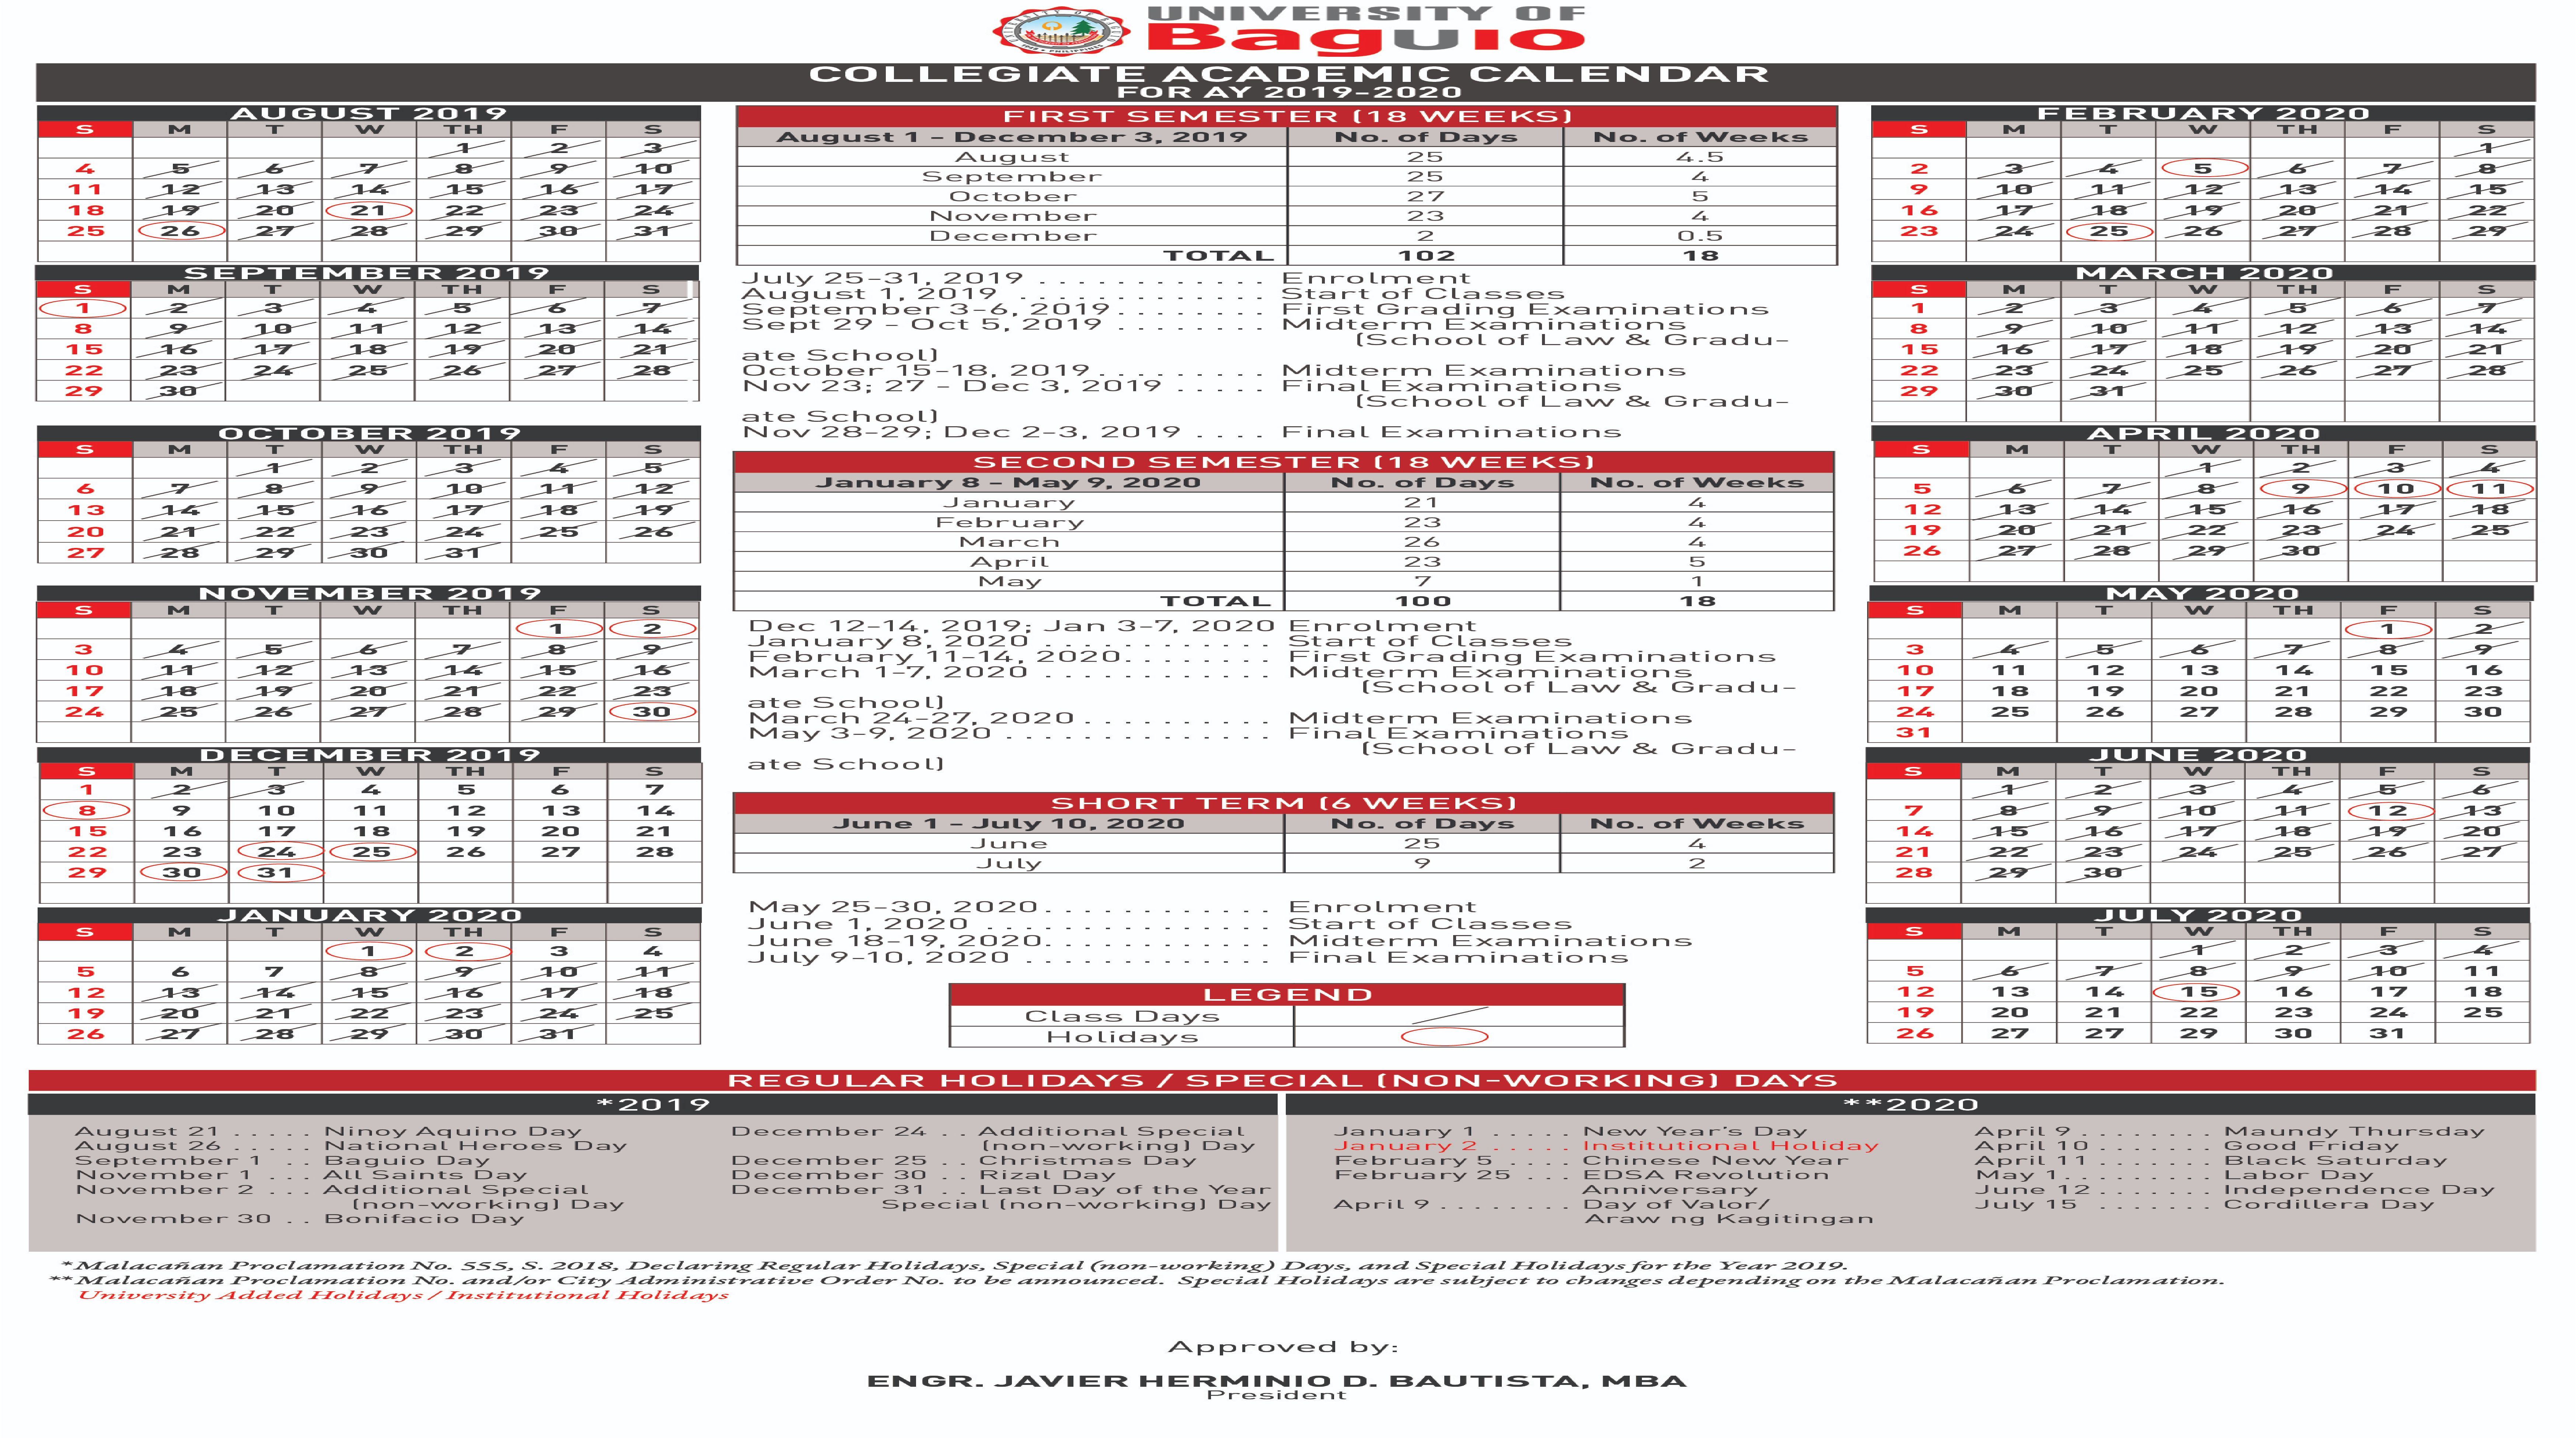 UNIVERSITY OF
Baguio
COLLEGIATE ACADEMIC CALENDAR
FOR AY 2019-2020
AUGUST 2019
S M T W TH F S
1 2 3
4 5 6 7 8 9 10
11 12 13 14 15 16 17
18 19 20 21 22 23 24
25 26 27 28 29 30 31
SEPTEMBER 2019
S M T W TH F S
1 2 3 4 5 6 7
8 9 10 11 12 13 14
15 16 17 18 19 20 21
22 23 24 25 26 27 28
29 30
OCTOBER 2019
S M T W TH F S
1 2 3 4 5
6 7 8 9 10 11 12
13 14 15 16 17 18 19
20 21 22 23 24 25 26
27 28 29 30 31
NOVEMBER 2019
S M T W TH F S
1 2
3 4 5 6 7 8 9
10 11 12 13 14 15 16
17 18 19 20 21 22 23
24 25 26 27 28 29 30
DECEMBER 2019
S M T W TH F S
1 2 3 4 5 6 7
8 9 10 11 12 13 14
15 16 17 18 19 20 21
22 23 24 25 26 27 28
29 30 31
JANUARY 2020
S M T W TH F S
1 2 3 4
5 6 7 8 9 10 11
12 13 14 15 16 17 18
19 20 21 22 23 24 25
26 27 28 29 30 31
FIRST SEMESTER (18 WEEKS)
August 1 - December 3, 2019 No. of Days No. of Weeks
August 25 4.5
September 25 4
October 27 5
November 23 4
December 2 0.5
TOTAL 102 18
July 25-31, 2019 . . . . . . . . . . . . Enrolment
August 1, 2019 . . . . . . . . . . . . . Start of Classes
September 3-6, 2019. . . . . . . . First Grading Examinations
Sept 29 - Oct 5, 2019 . . . . . . . . Midterm Examinations
(School of Law & Gradu-
ate School)
October 15-18, 2019. . . . . . . . . Midterm Examinations
Nov 23; 27 - Dec 3, 2019 . . . . . Final Examinations
(School of Law & Gradu-
ate School)
Nov 28-29; Dec 2-3, 2019 . . . . Final Examinations
SECOND SEMESTER (18 WEEKS)
January 8 - May 9, 2020 No. of Days No. of Weeks
January 21 4
February 23 4
March 26 4
April 23 5
May 7 1
TOTAL 100 18
Dec 12-14, 2019; Jan 3-7, 2020 Enrolment
January 8, 2020 . . . . . . . . . . . . Start of Classes
February 11-14, 2020. . . . . . . . First Grading Examinations
March 1-7, 2020 . . . . . . . . . . . . Midterm Examinations
(School of Law & Gradu-
ate School)
March 24-27, 2020 . . . . . . . . . . Midterm Examinations
May 3-9, 2020 . . . . . . . . . . . . . . Final Examinations
(School of Law & Gradu-
ate School)
SHORT TERM (6 WEEKS)
June 1 - July 10, 2020 No. of Days No. of Weeks
June 25 4
July 9 2
May 25-30, 2020. . . . . . . . . . . . Enrolment
June 1, 2020 . . . . . . . . . . . . . . . Start of Classes
June 18-19, 2020. . . . . . . . . . . . Midterm Examinations
July 9-10, 2020 . . . . . . . . . . . . . Final Examinations
LEGEND
Class Days
Holidays
FEBRUARY 2020
S M T W TH F S
1
2 3 4 5 6 7 8
9 10 11 12 13 14 15
16 17 18 19 20 21 22
23 24 25 26 27 28 29
MARCH 2020
S M T W TH F S
1 2 3 4 5 6 7
8 9 10 11 12 13 14
15 16 17 18 19 20 21
22 23 24 25 26 27 28
29 30 31
APRIL 2020
S M T W TH F S
1 2 3 4
5 6 7 8 9 10 11
12 13 14 15 16 17 18
19 20 21 22 23 24 25
26 27 28 29 30
MAY 2020
S M T W TH F S
1 2
3 4 5 6 7 8 9
10 11 12 13 14 15 16
17 18 19 20 21 22 23
24 25 26 27 28 29 30
31
JUNE 2020
S M T W TH F S
1 2 3 4 5 6
7 8 9 10 11 12 13
14 15 16 17 18 19 20
21 22 23 24 25 26 27
28 29 30
JULY 2020
S M T W TH F S
1 2 3 4
5 6 7 8 9 10 11
12 13 14 15 16 17 18
19 20 21 22 23 24 25
26 27 27 29 30 31
REGULAR HOLIDAYS / SPECIAL (NON-WORKING) DAYS
*2019
August 21 . . . . . Ninoy Aquino Day
August 26 . . . . . National Heroes Day
September 1 . . Baguio Day
November 1 . . . All Saints Day
November 2 . . . Additional Special
(non-working) Day
November 30 . . Bonifacio Day
December 24 . . Additional Special
(non-working) Day
December 25 . . Christmas Day
December 30 . . Rizal Day
December 31 . . Last Day of the Year
Special (non-working) Day
**2020
January 1 . . . . . New Year's Day
January 2 . . . . . Institutional Holiday
February 5 . . . . Chinese New Year
February 25 . . . EDSA Revolution
Anniversary
April 9 . . . . . . . . Day of Valor/
Araw ng Kagitingan
April 9 . . . . . . . . Maundy Thursday
April 10 . . . . . . . Good Friday
April 11 . . . . . . . Black Saturday
May 1. . . . . . . . . Labor Day
June 12 . . . . . . . Independence Day
July 15 . . . . . . . Cordillera Day
*Malacañan Proclamation No. 555, S. 2018, Declaring Regular Holidays, Special (non-working) Days, and Special Holidays for the Year 2019.
**Malacañan Proclamation No. and/or City Administrative Order No. to be announced. Special Holidays are subject to changes depending on the Malacañan Proclamation.
University Added Holidays / Institutional Holidays
Approved by:
ENGR. JAVIER HERMINIO D. BAUTISTA, MBA
President